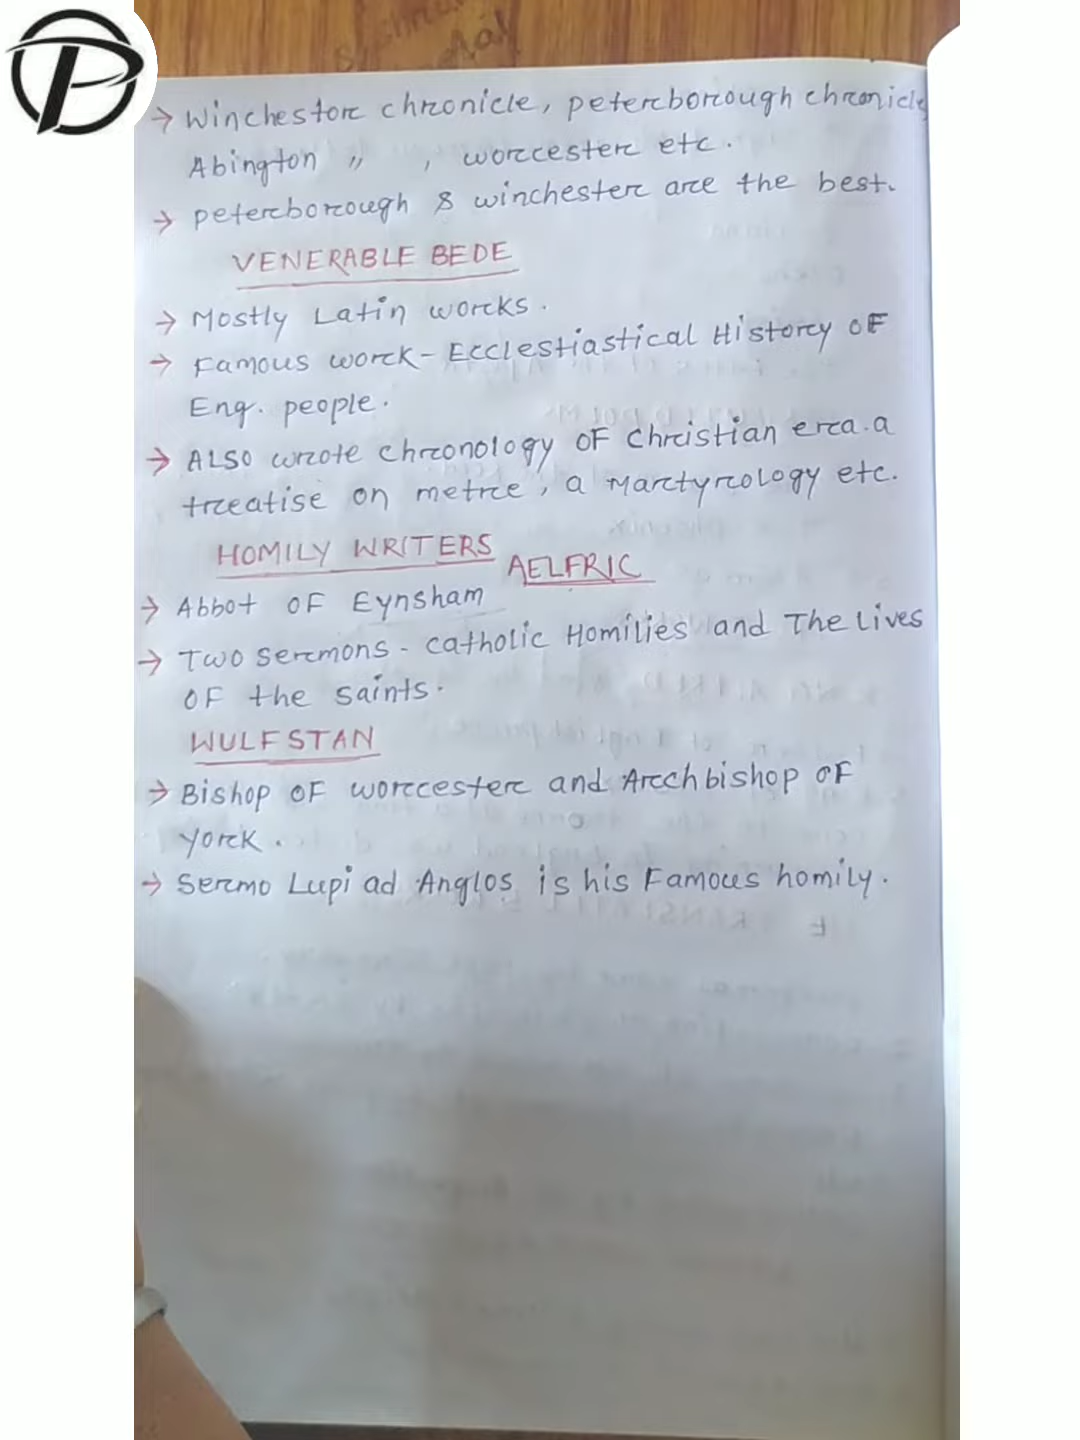 → Winchestor chronicle, peterborough chronicle
Abington ,, , worcester etc.
→ peterborough & winchester are the best.
VENERABLE BEDE
→ Mostly Latin works.
→ Famous work - Ecclestiastical History OF
Eng. people.
→ ALSO wrote chronology OF christian era. a
treatise on metre, a Martyrology etc.
HOMILY WRITERS AELFRIC
→ Abbot OF Eynsham
→ Two sermons - catholic Homilies and The Lives
OF the saints.
WULFSTAN
→ Bishop OF worcester and Archbishop OF
york.
→ Sermo Lupi ad Anglos is his Famous homily.